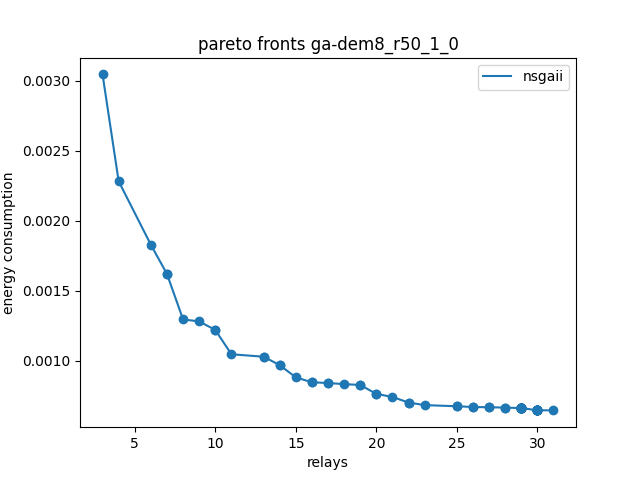 pareto fronts ga-dem8_r50_1_0
nsgaii
0.0030
0.0025
0.0020
0.0015
0.0010
energy consumption
5 10 15 20 25 30
relays